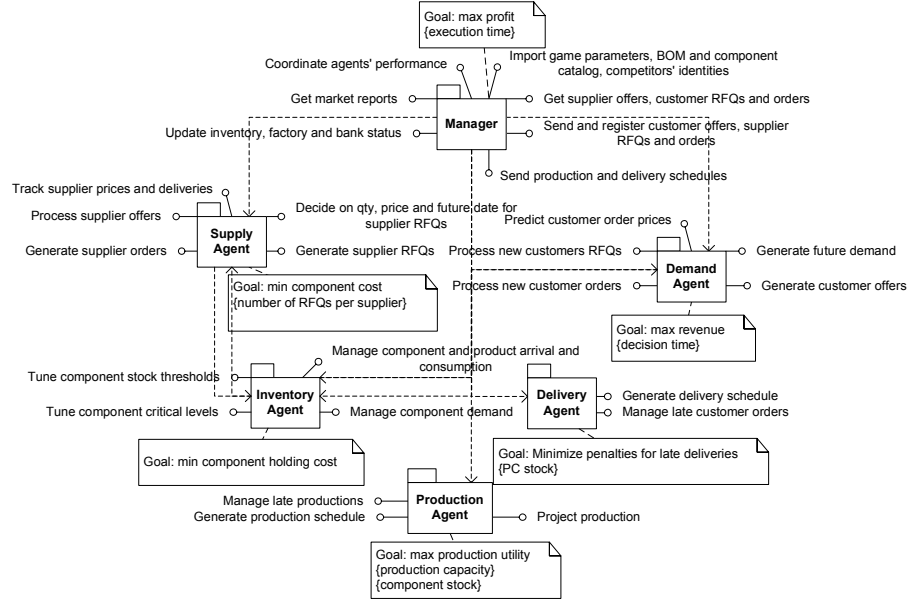 Goal: max profit
{execution time}
Coordinate agents' performance
Import game parameters, BOM and component
catalog, competitors' identities
Get market reports
Get supplier offers, customer RFQs and orders
Manager
Update inventory, factory and bank status
Send and register customer offers, supplier
RFQs and orders
Send production and delivery schedules
Track supplier prices and deliveries
Process supplier offers
Decide on qty, price and future date for
supplier RFQs
Supply
Agent
Generate supplier orders
Generate supplier RFQs
Goal: min component cost
{number of RFQs per supplier}
Predict customer order prices
Process new customers RFQs
Generate future demand
Demand
Agent
Process new customer orders
Generate customer offers
Goal: max revenue
{decision time}
Manage component and product arrival and
consumption
Tune component stock thresholds
Inventory
Agent
Tune component critical levels
Manage component demand
Goal: min component holding cost
Delivery
Agent
Generate delivery schedule
Manage late customer orders
Goal: Minimize penalties for late deliveries
{PC stock}
Manage late productions
Generate production schedule
Production
Agent
Project production
Goal: max production utility
{production capacity}
{component stock}